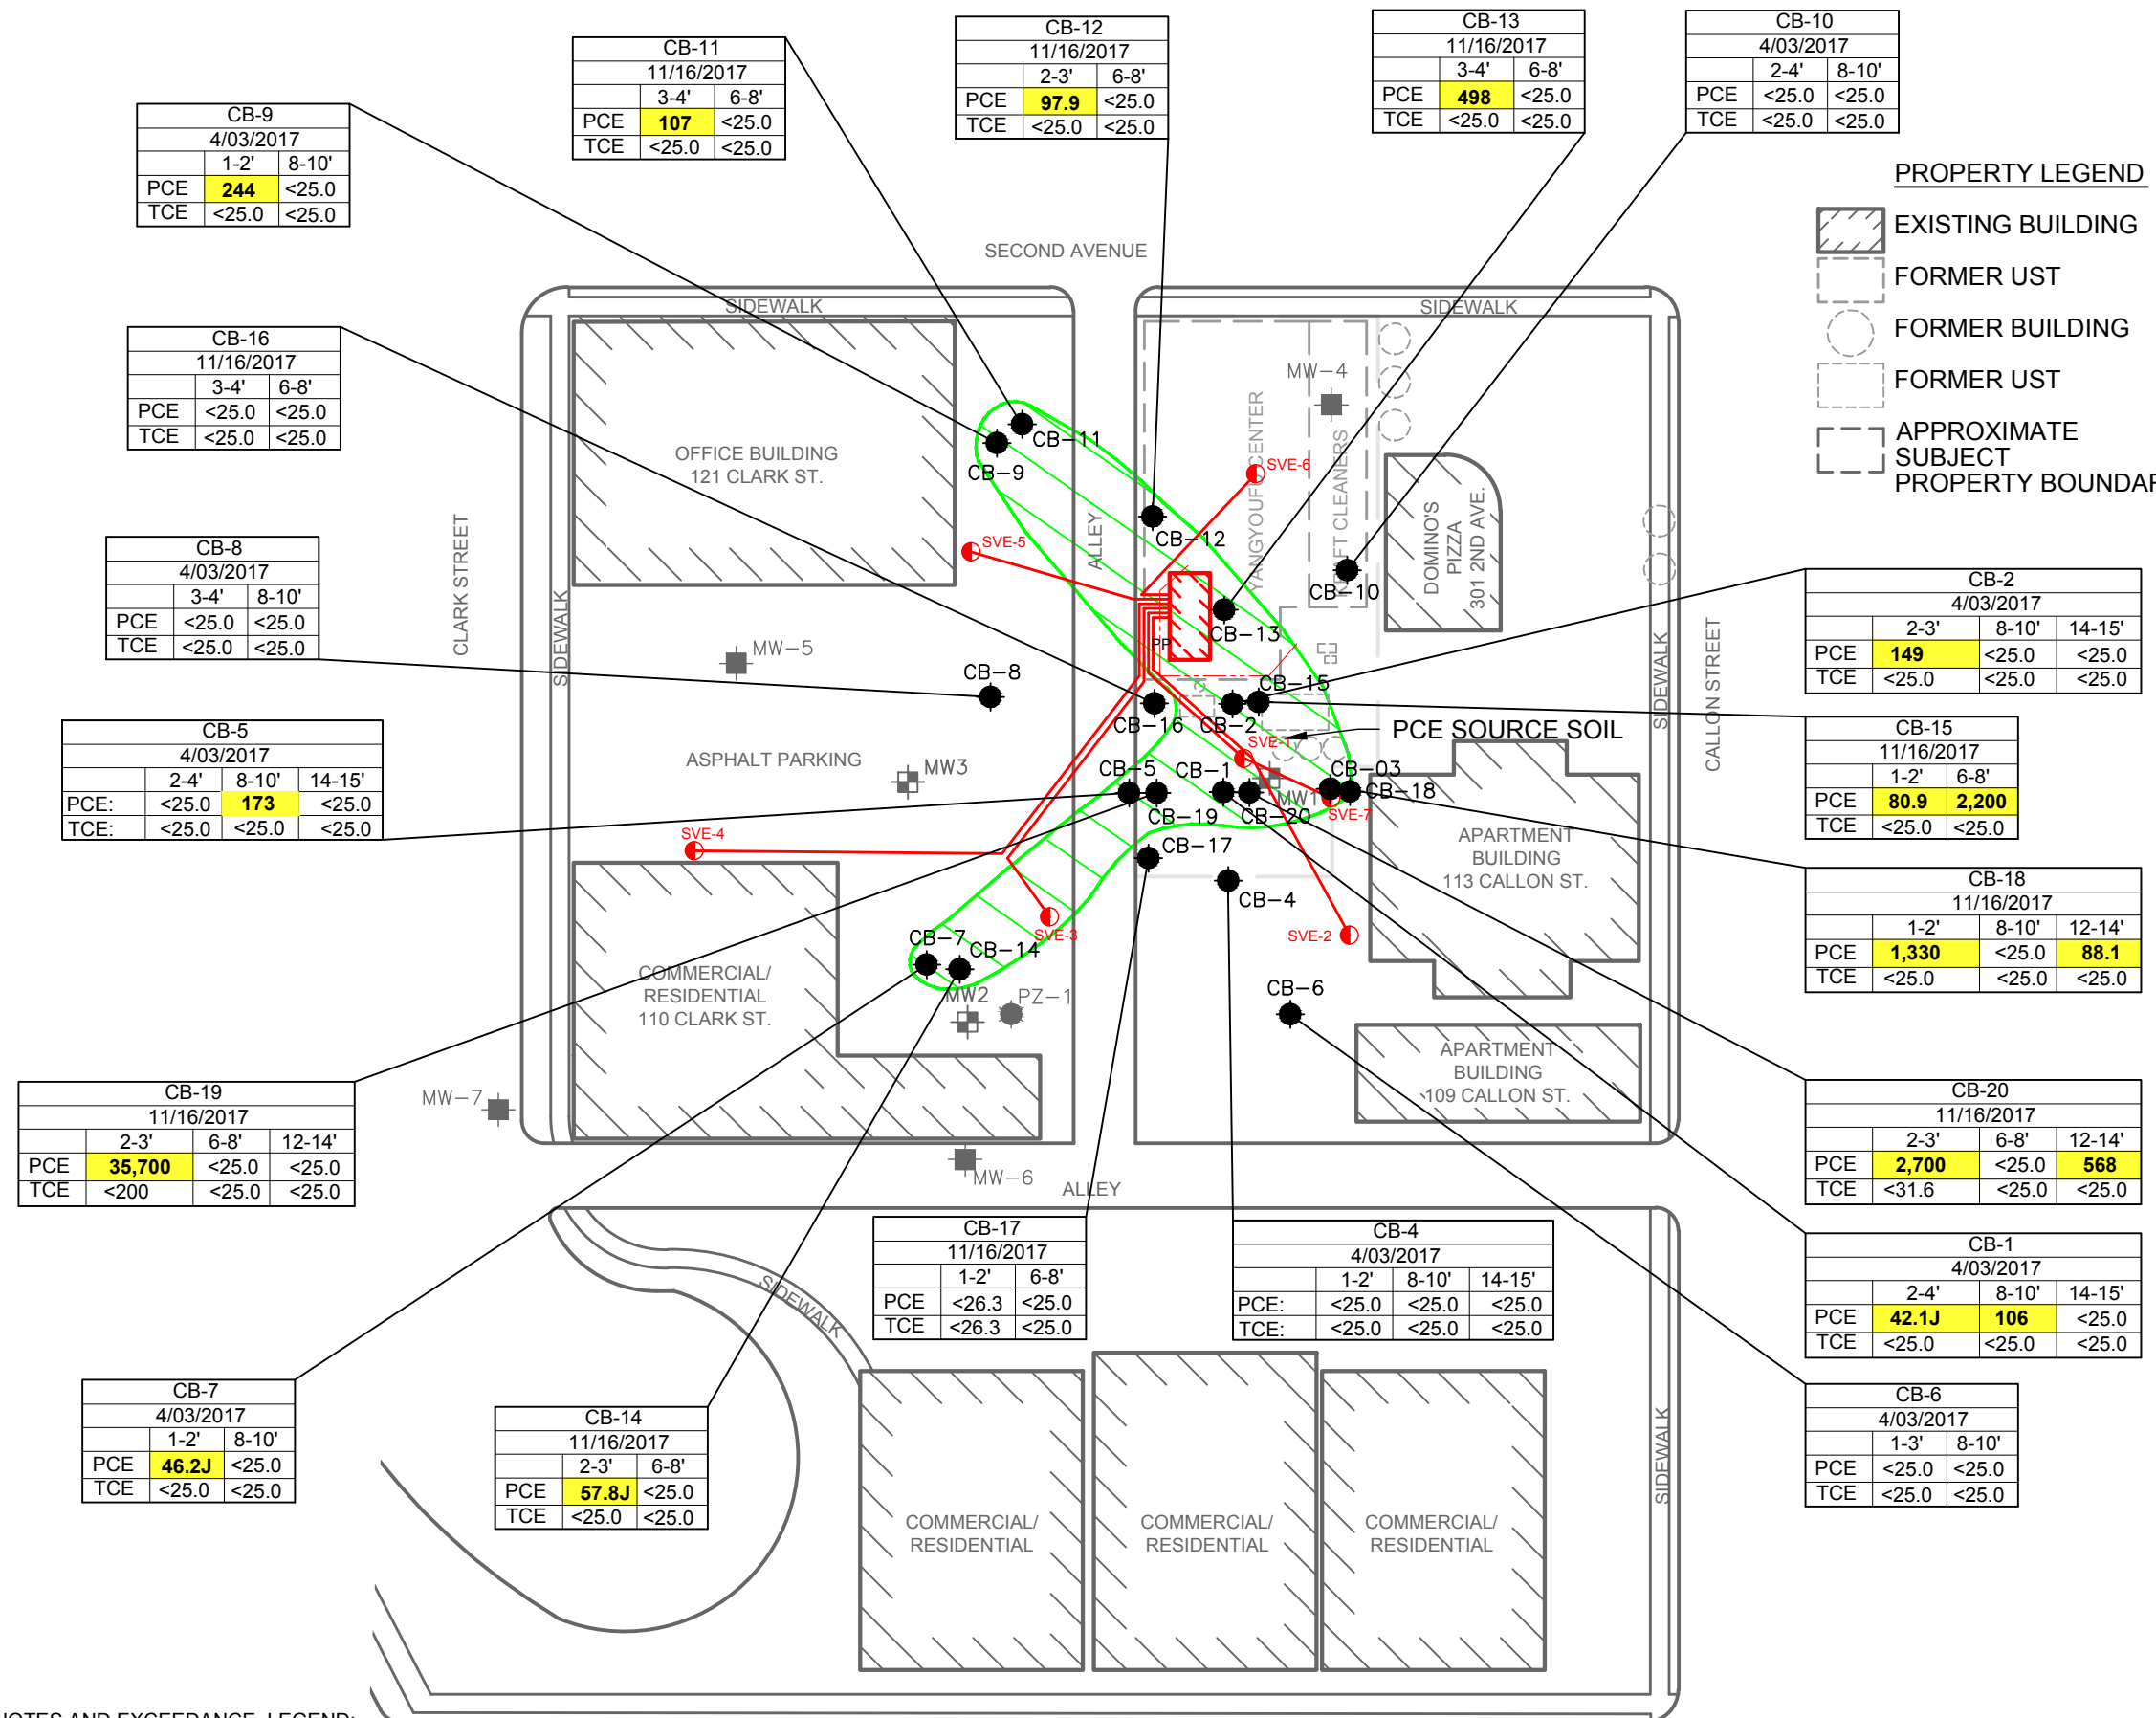 CB-9
4/03/2017
1-2' 8-10'
PCE 244 <25.0
TCE <25.0 <25.0
CB-11
11/16/2017
3-4' 6-8'
PCE 107 <25.0
TCE <25.0 <25.0
CB-12
11/16/2017
2-3' 6-8'
PCE 97.9 <25.0
TCE <25.0 <25.0
CB-13
11/16/2017
3-4' 6-8'
PCE 498 <25.0
TCE <25.0 <25.0
CB-10
4/03/2017
2-4' 8-10'
PCE <25.0 <25.0
TCE <25.0 <25.0
PROPERTY LEGEND
EXISTING BUILDING
FORMER UST
FORMER BUILDING
FORMER UST
APPROXIMATE
SUBJECT
PROPERTY BOUNDAR
CB-16
11/16/2017
3-4' 6-8'
PCE <25.0 <25.0
TCE <25.0 <25.0
CB-8
4/03/2017
3-4' 8-10'
PCE <25.0 <25.0
TCE <25.0 <25.0
CB-5
4/03/2017
2-4' 8-10' 14-15'
PCE: <25.0 173 <25.0
TCE: <25.0 <25.0 <25.0
SECOND AVENUE
SIDEWALK
SIDEWALK
OFFICE BUILDING
121 CLARK ST.
CB-11
CB-9
CLARK STREET
SIDEWALK
ALLEY
SVE-5
CB-12
SVE-6
MW-4
YANGYOUFU CENTER
CLEANERS
CB-10
CB-13
DOMINO'S
PIZZA
301 2ND AVE.
SIDEWALK
CALLON STREET
MW-5
CB-8
PP
CB-16
CB-2
CB-15
SVE-1
PCE SOURCE SOIL
ASPHALT PARKING
MW3
CB-5
CB-1
CB-03
CB-18
MW1
SVE-7
CB-19
CB-20
CB-17
CB-4
SVE-4
SVE-3
SVE-2
APARTMENT
BUILDING
113 CALLON ST.
CB-7
CB-14
MW2
PZ-1
CB-6
COMMERCIAL/
RESIDENTIAL
110 CLARK ST.
APARTMENT
BUILDING
109 CALLON ST.
MW-7
MW-6
ALLEY
CB-2
4/03/2017
2-3' 8-10' 14-15'
PCE 149 <25.0 <25.0
TCE <25.0 <25.0 <25.0
CB-15
11/16/2017
1-2' 6-8'
PCE 80.9 2,200
TCE <25.0 <25.0
CB-18
11/16/2017
1-2' 8-10' 12-14'
PCE 1,330 <25.0 88.1
TCE <25.0 <25.0 <25.0
CB-20
11/16/2017
2-3' 6-8' 12-14'
PCE 2,700 <25.0 568
TCE <31.6 <25.0 <25.0
CB-1
4/03/2017
2-4' 8-10' 14-15'
PCE 42.1J 106 <25.0
TCE <25.0 <25.0 <25.0
CB-6
4/03/2017
1-3' 8-10'
PCE <25.0 <25.0
TCE <25.0 <25.0
CB-19
11/16/2017
2-3' 6-8' 12-14'
PCE 35,700 <25.0 <25.0
TCE <200 <25.0 <25.0
CB-17
11/16/2017
1-2' 6-8'
PCE <26.3 <25.0
TCE <26.3 <25.0
CB-4
4/03/2017
1-2' 8-10' 14-15'
PCE: <25.0 <25.0 <25.0
TCE: <25.0 <25.0 <25.0
CB-7
4/03/2017
1-2' 8-10'
PCE 46.2J <25.0
TCE <25.0 <25.0
CB-14
11/16/2017
2-3' 6-8'
PCE 57.8J <25.0
TCE <25.0 <25.0
SIDEWALK
COMMERCIAL/
RESIDENTIAL
COMMERCIAL/
RESIDENTIAL
COMMERCIAL/
RESIDENTIAL
SIDEWALK
NOTES AND EXCEEDANCE LEGEND: